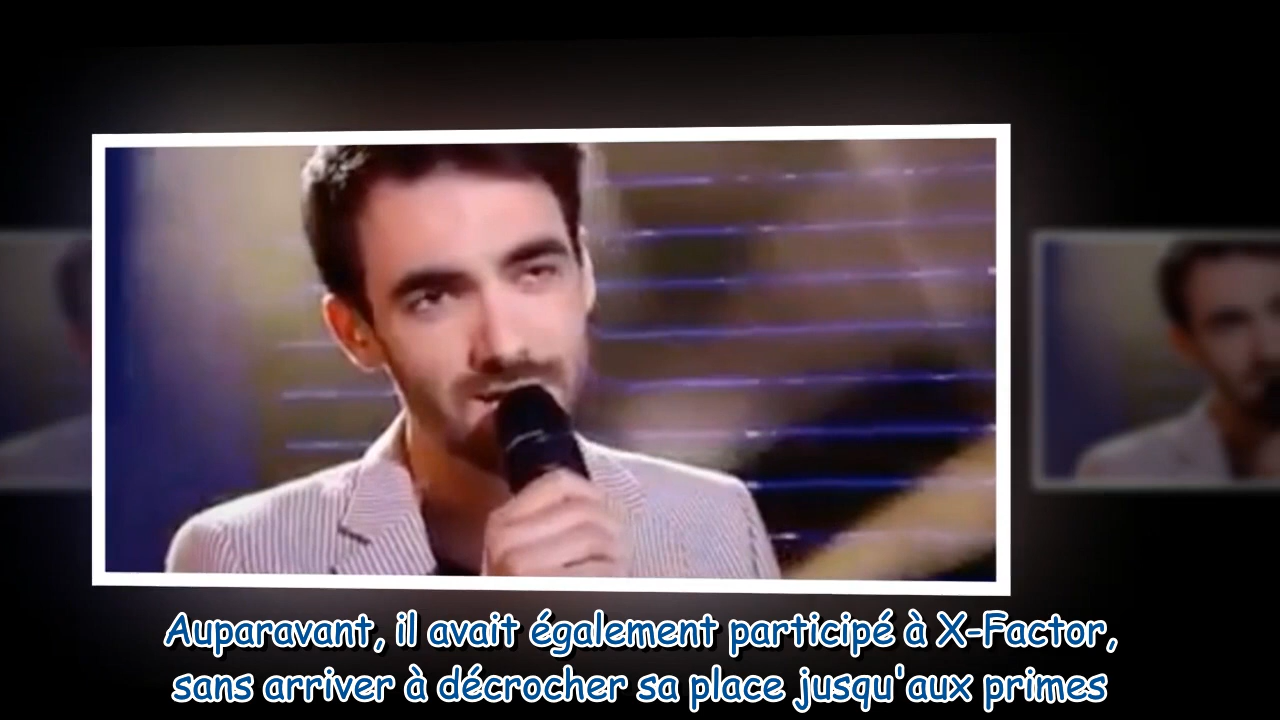 Auparavant, il avait également participé à X-Factor,
sans arriver à décrocher sa place jusqu'aux primes